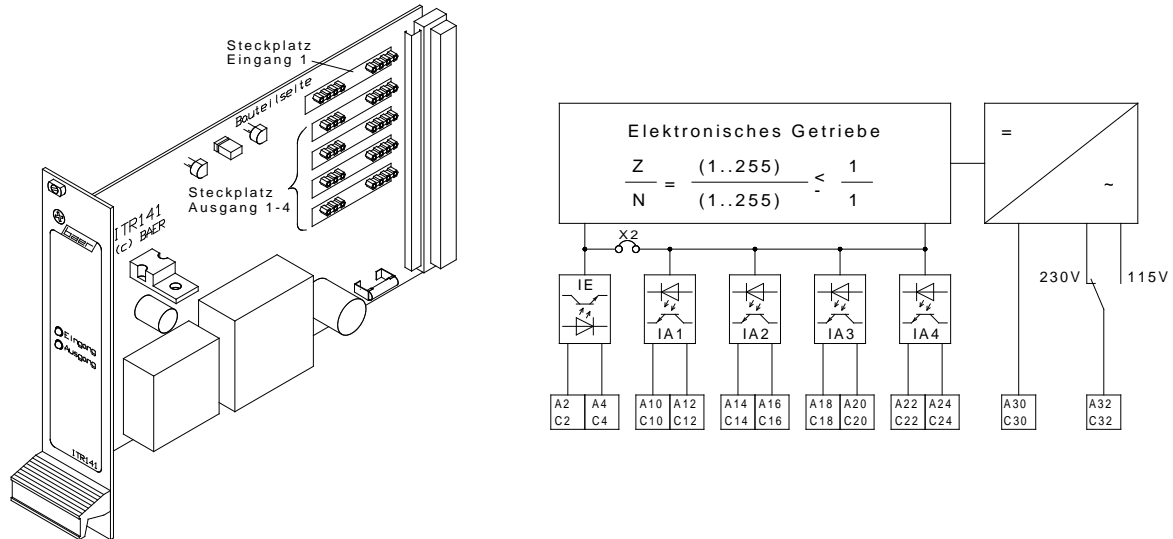 Steckplatz
Eingang 1
Bauteilseite
Steckplatz
Ausgang 1-4
ITR141
(c) BAER
baer
Eingang
Ausgang
ITR141
Elektronisches Getriebe
Z (1..255) 1
= ≤
N (1..255) 1
=
~
X2
230V 115V
IE
IA1 IA2 IA3 IA4
A2 A4 A10 A12 A14 A16 A18 A20 A22 A24 A30 A32
C2 C4 C10 C12 C14 C16 C18 C20 C22 C24 C30 C32